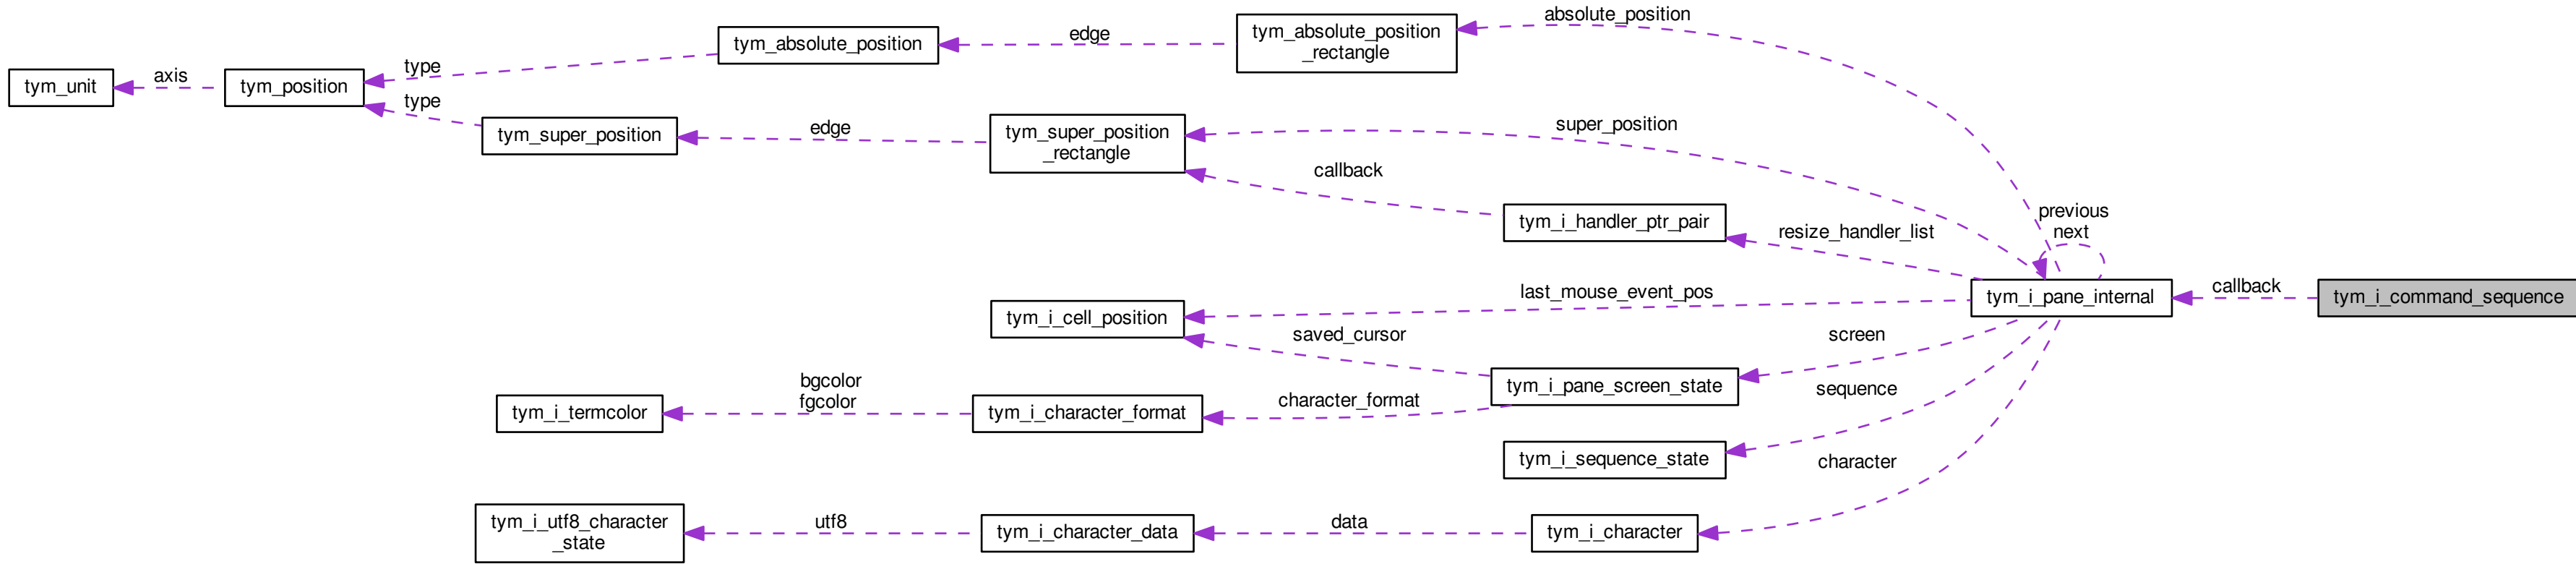 absolute_position
tym_absolute_position
_rectangle
edge
tym_absolute_position
type
axis
tym_unit
tym_position
type
tym_super_position
edge
tym_super_position
_rectangle
super_position
callback
tym_i_handler_ptr_pair
resize_handler_list
previous
next
tym_i_pane_internal
callback
tym_i_command_sequence
last_mouse_event_pos
tym_i_cell_position
saved_cursor
screen
tym_i_pane_screen_state
bgcolor
fgcolor
tym_i_termcolor
tym_i_character_format
character_format
sequence
tym_i_sequence_state
character
tym_i_utf8_character
_state
utf8
tym_i_character_data
data
tym_i_character